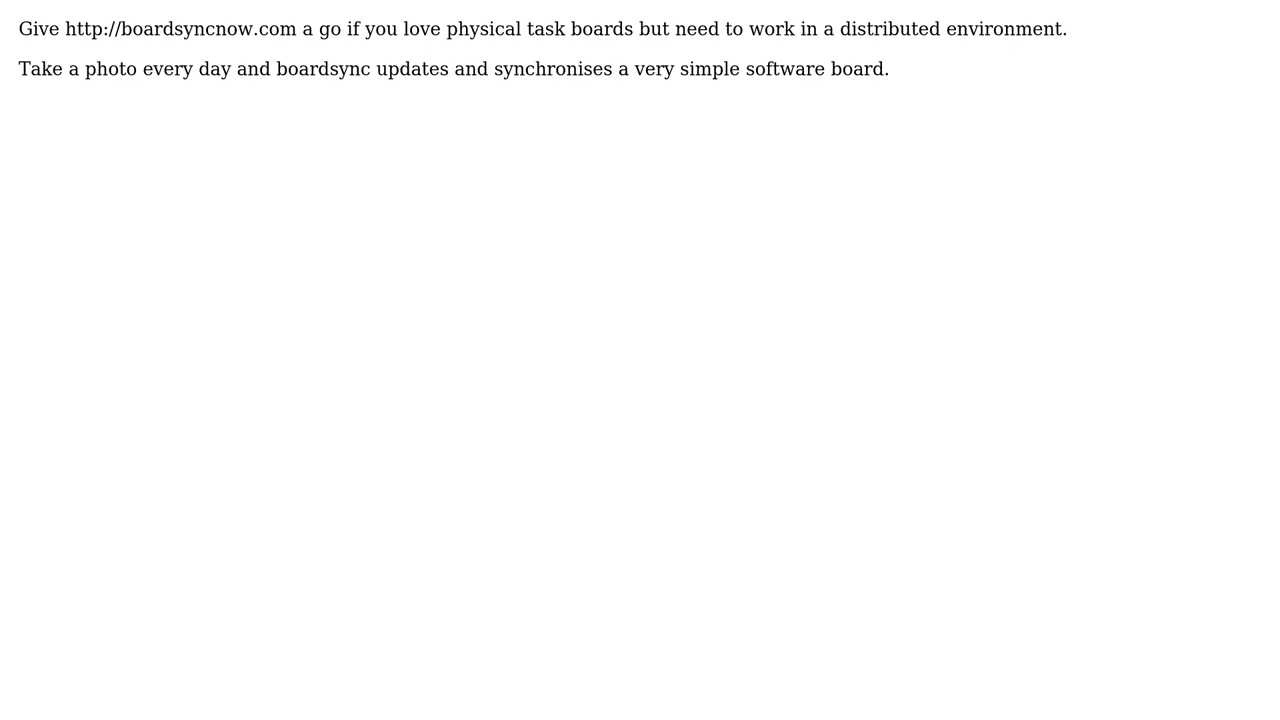 Give http://boardsyncnow.com a go if you love physical task boards but need to work in a distributed environment.
Take a photo every day and boardsync updates and synchronises a very simple software board.